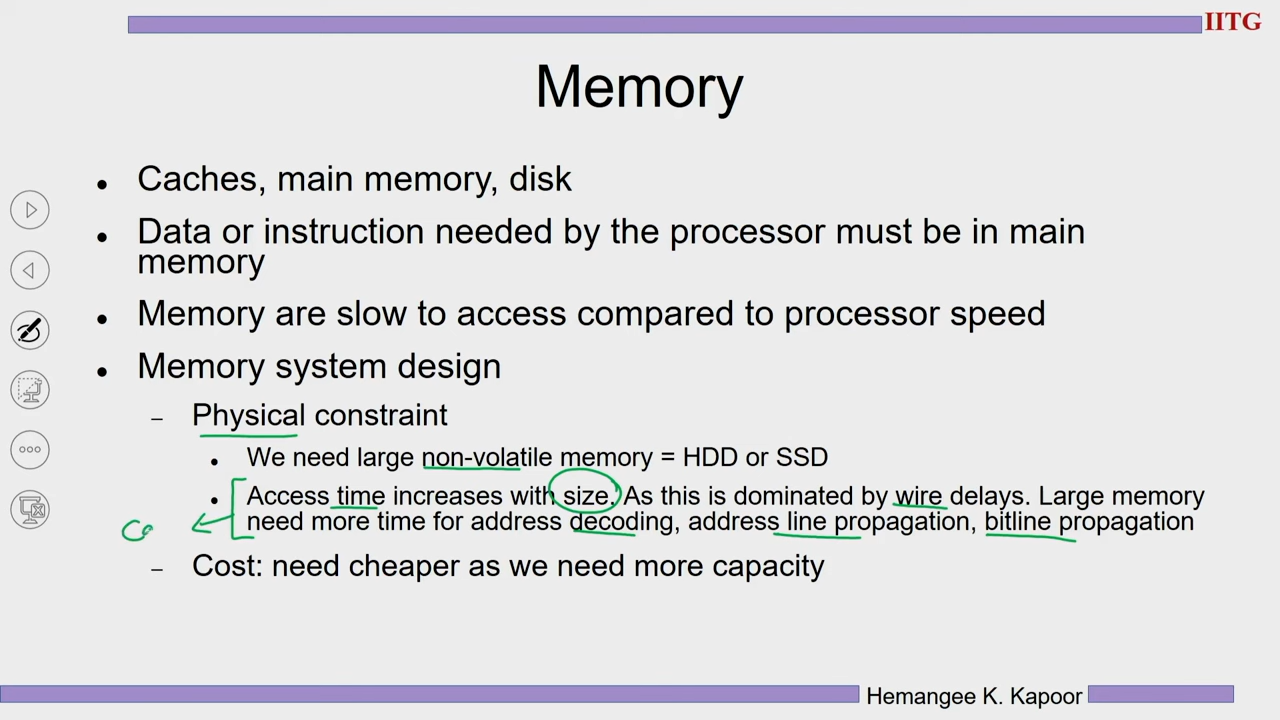 IITG
Memory
• Caches, main memory, disk
• Data or instruction needed by the processor must be in main
memory
• Memory are slow to access compared to processor speed
• Memory system design
– Physical constraint
• We need large non-volatile memory = HDD or SSD
• Access time increases with size. As this is dominated by wire delays. Large memory
need more time for address decoding, address line propagation, bitline propagation
– Cost: need cheaper as we need more capacity
Hemangee K. Kapoor